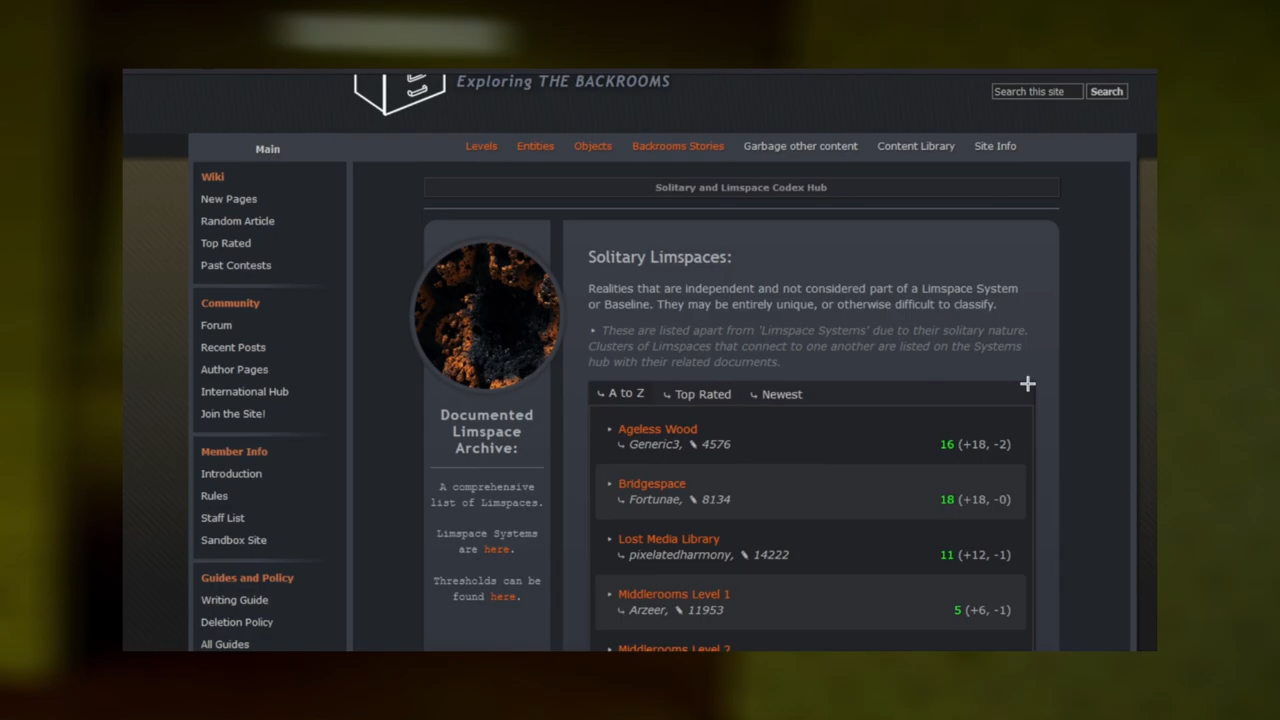 Exploring THE BACKROOMS
Search this site Search
Main
Levels Entities Objects Backrooms Stories Garbage other content Content Library Site Info
Wiki
New Pages
Random Article
Top Rated
Past Contests
Community
Forum
Recent Posts
Author Pages
International Hub
Join the Site!
Member Info
Introduction
Rules
Staff List
Sandbox Site
Guides and Policy
Writing Guide
Deletion Policy
All Guides
Solitary and Limspace Codex Hub
Documented
Limspace
Archive:
A comprehensive
list of Limspaces.
Limspace Systems
are here.
Thresholds can be
found here.
Solitary Limspaces:
Realities that are independent and not considered part of a Limspace System
or Baseline. They may be entirely unique, or otherwise difficult to classify.
‣ These are listed apart from 'Limspace Systems' due to their solitary nature.
Clusters of Limspaces that connect to one another are listed on the Systems
hub with their related documents.
⤷ A to Z ⤷ Top Rated ⤷ Newest
‣ Ageless Wood
⤷ Generic3, ✎ 4576 16 (+18, -2)
‣ Bridgespace
⤷ Fortunae, ✎ 8134 18 (+18, -0)
‣ Lost Media Library
⤷ pixelatedharmony, ✎ 14222 11 (+12, -1)
‣ Middlerooms Level 1
⤷ Arzeer, ✎ 11953 5 (+6, -1)
Middlerooms Level 2